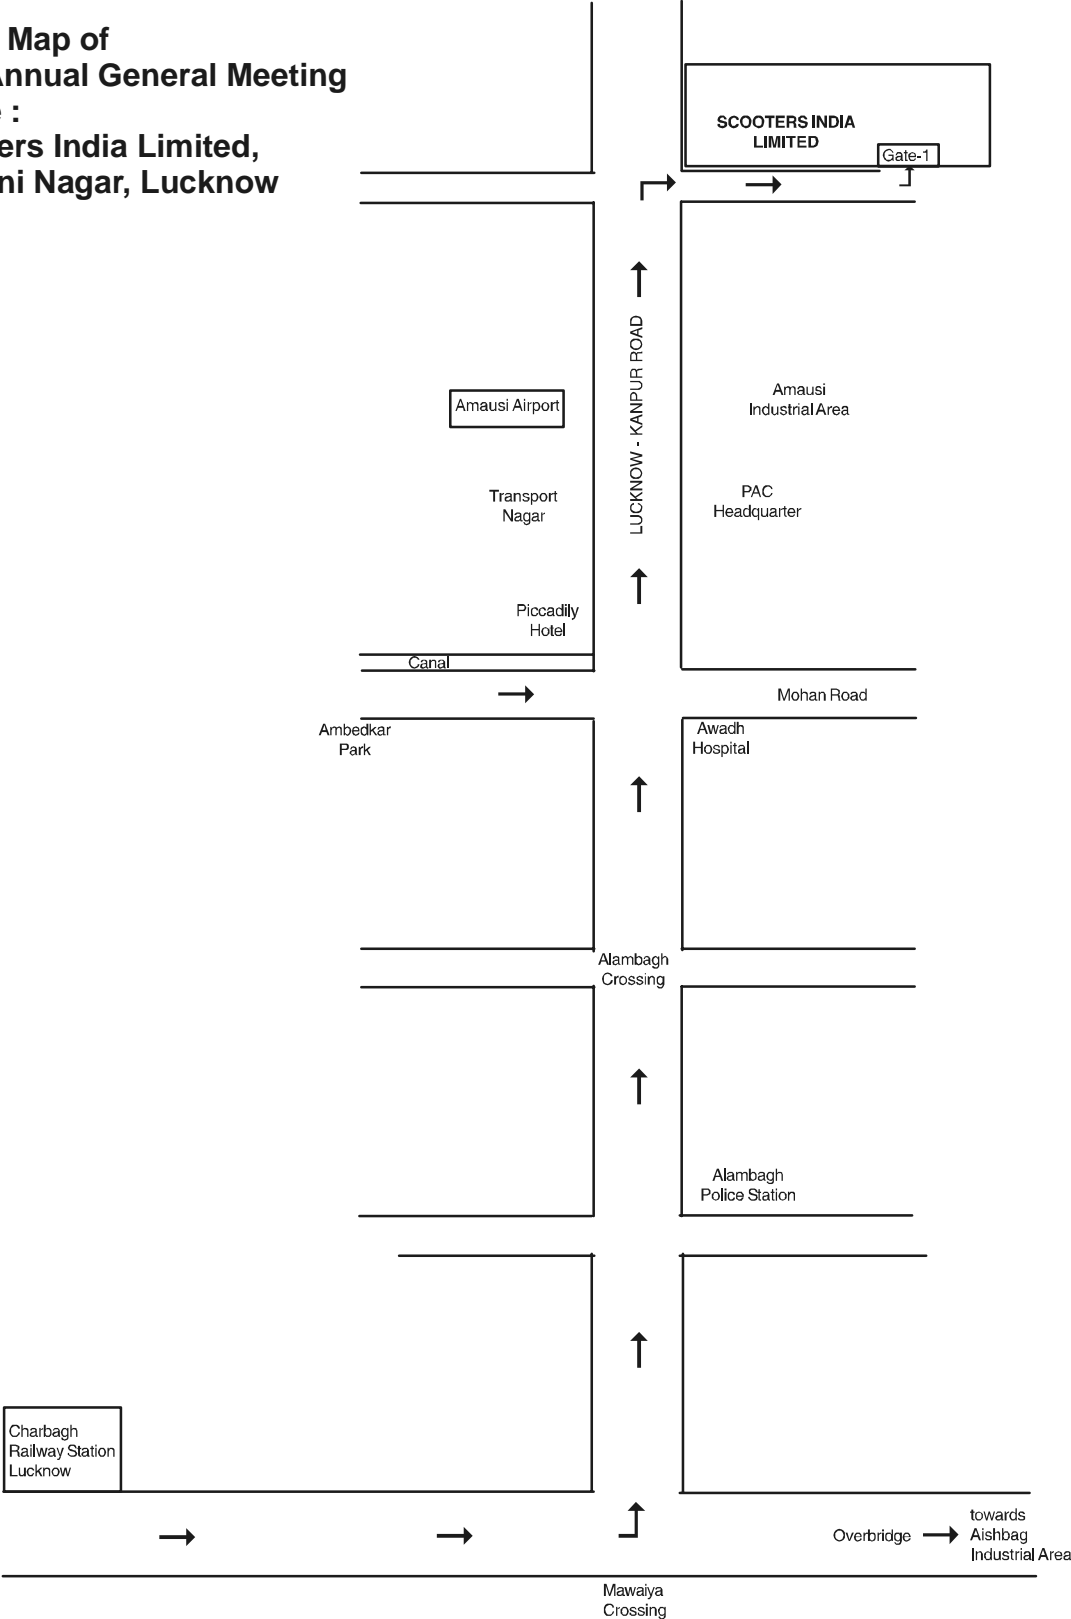 Map of
Annual General Meeting
e :
ers India Limited,
ni Nagar, Lucknow
SCOOTERS INDIA
LIMITED
Gate-1
LUCKNOW - KANPUR ROAD
Amausi Airport
Amausi
Industrial Area
Transport
Nagar
PAC
Headquarter
Piccadily
Hotel
Canal
Mohan Road
Ambedkar
Park
Awadh
Hospital
Alambagh
Crossing
Alambagh
Police Station
Charbagh
Railway Station
Lucknow
Overbridge
towards
Aishbag
Industrial Area
Mawaiya
Crossing